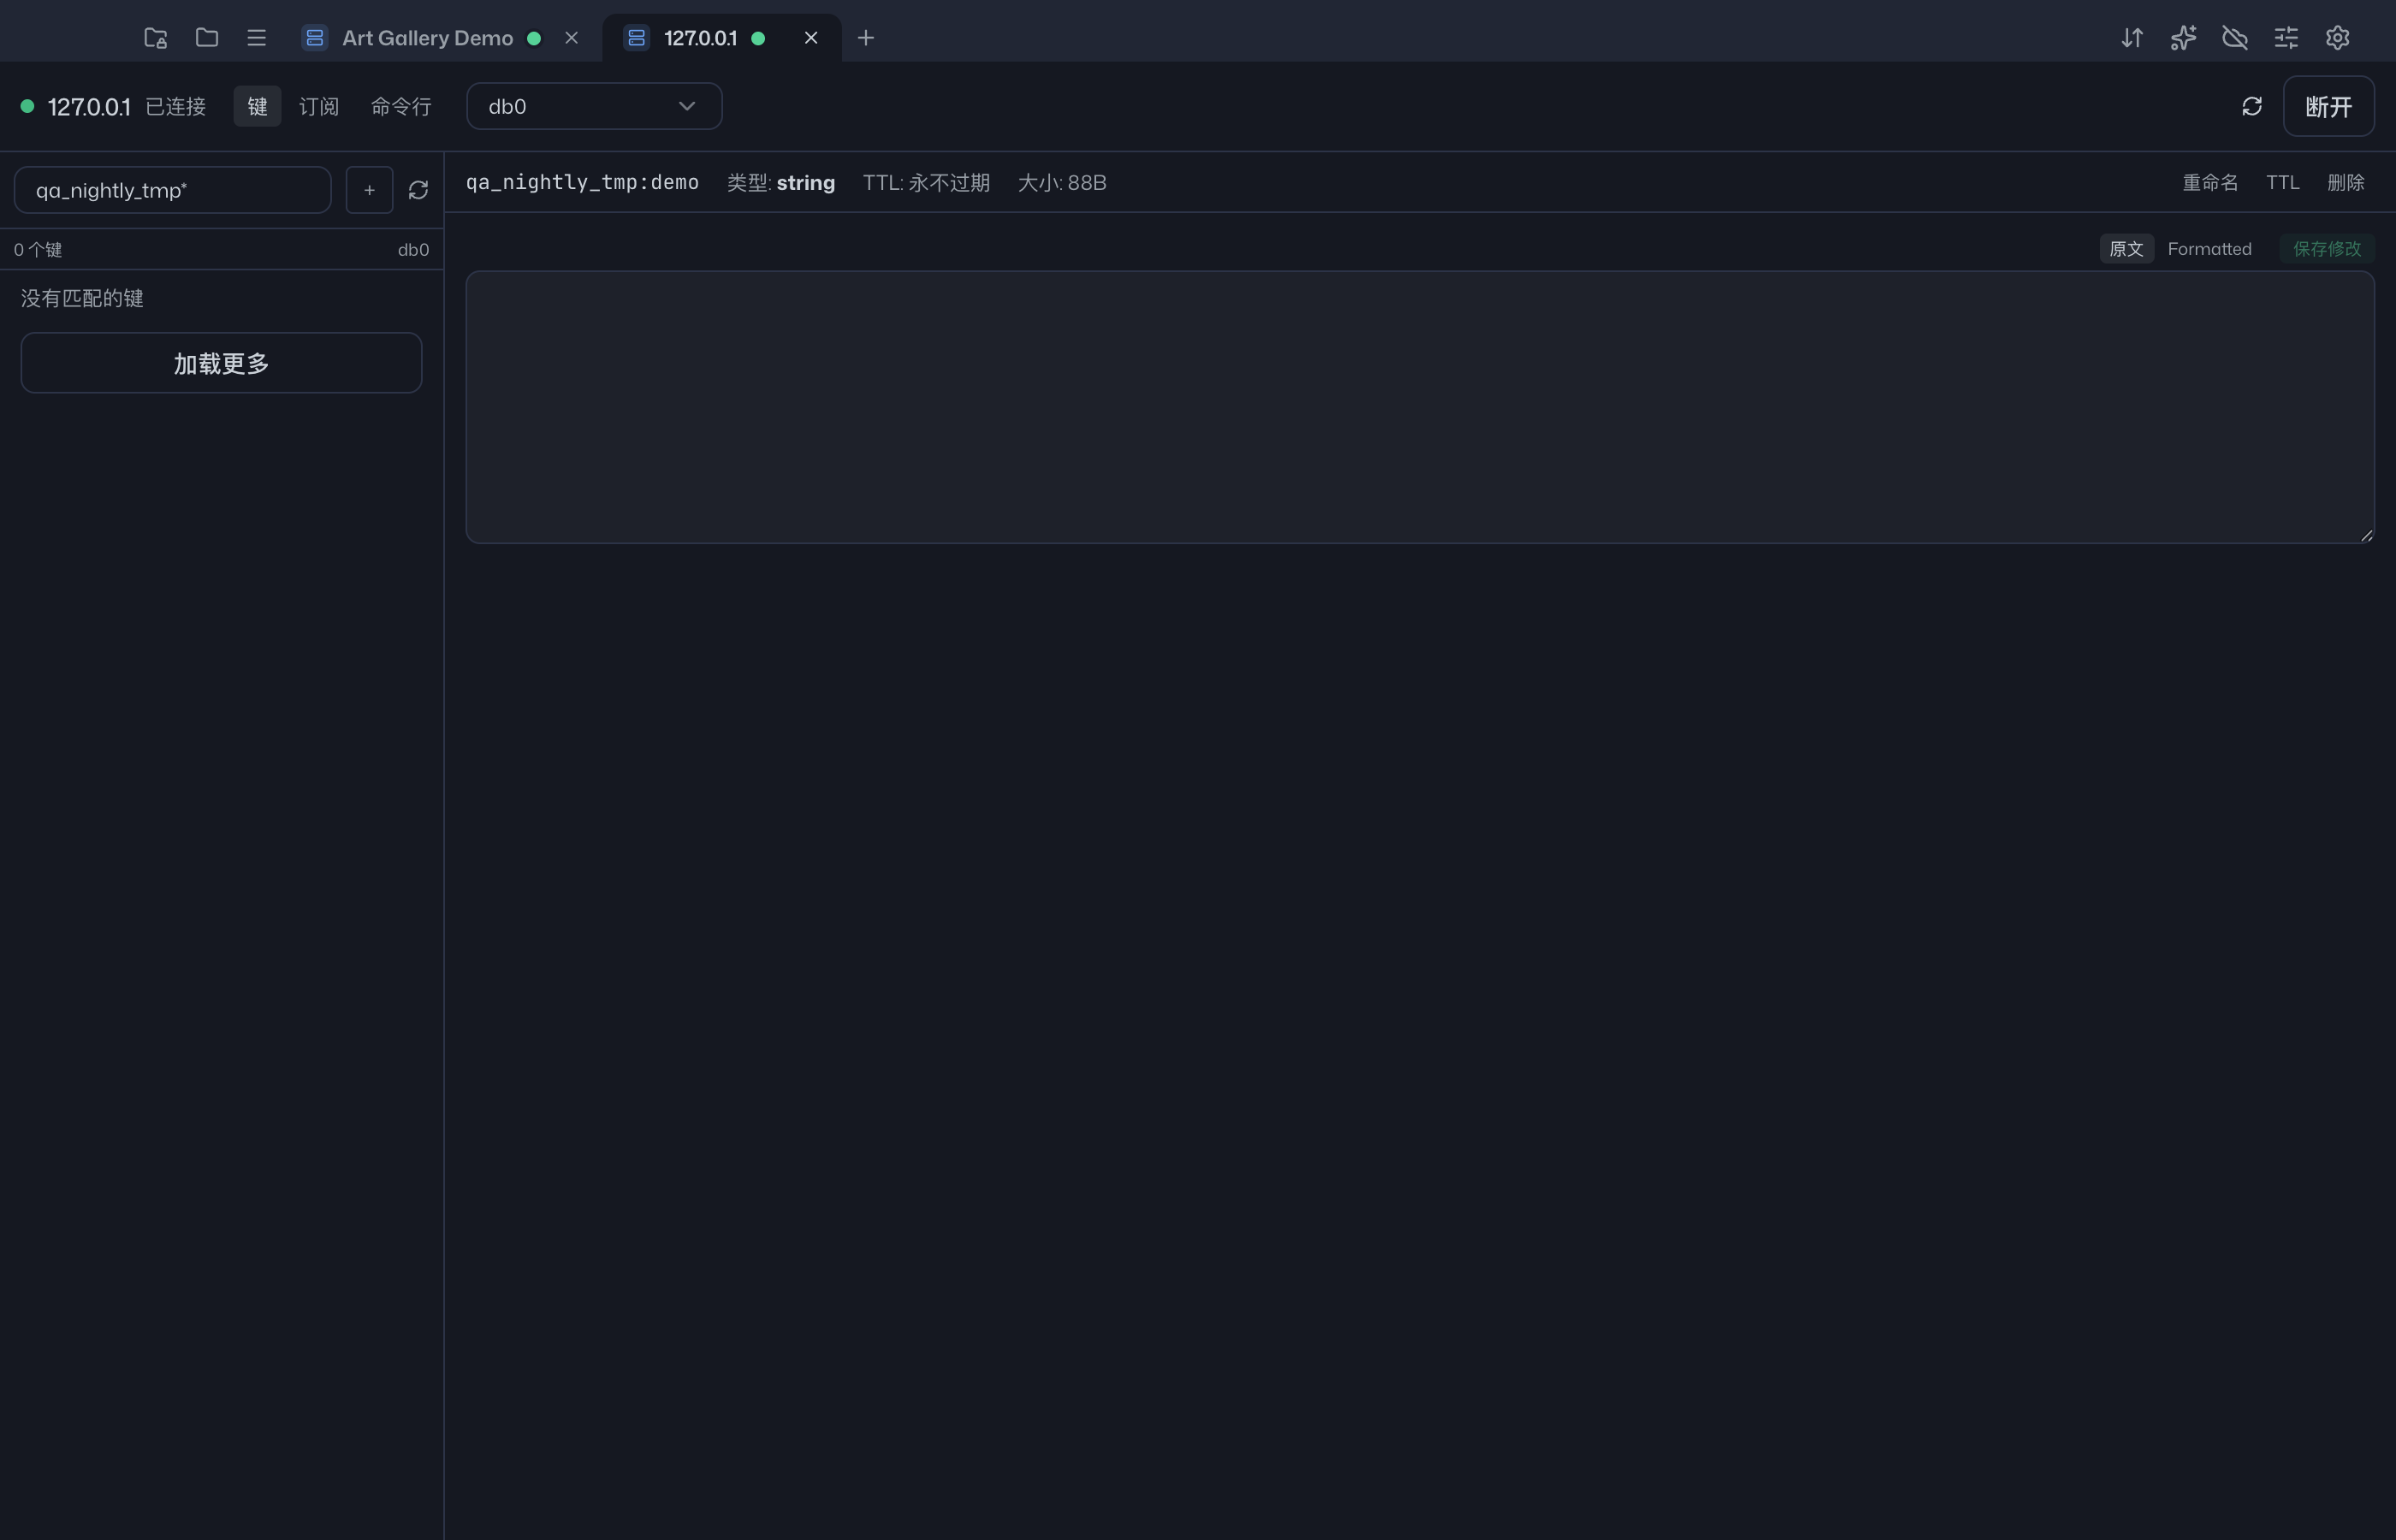 Art Gallery Demo
127.0.0.1
127.0.0.1 已连接 键 订阅 命令行 db0 断开
qa_nightly_tmp* +
qa_nightly_tmp:demo 类型: string TTL: 永不过期 大小: 88B 重命名 TTL 删除
0 个键 db0
原文 Formatted 保存修改
没有匹配的键
加载更多